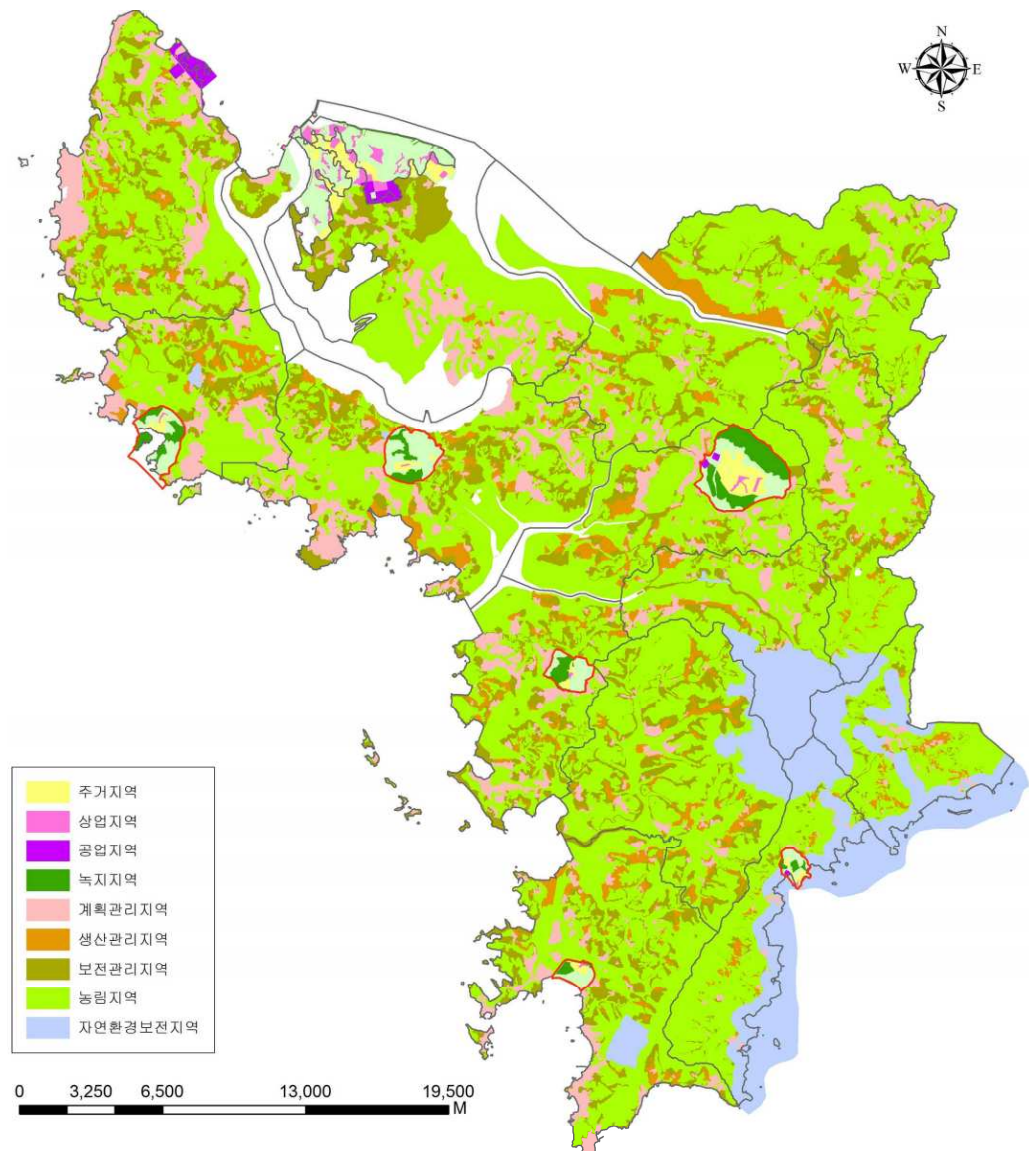 N
W E
S
주거지역
상업지역
공업지역
녹지지역
계획관리지역
생산관리지역
보전관리지역
농림지역
자연환경보전지역
0 3,250 6,500 13,000 19,500
M